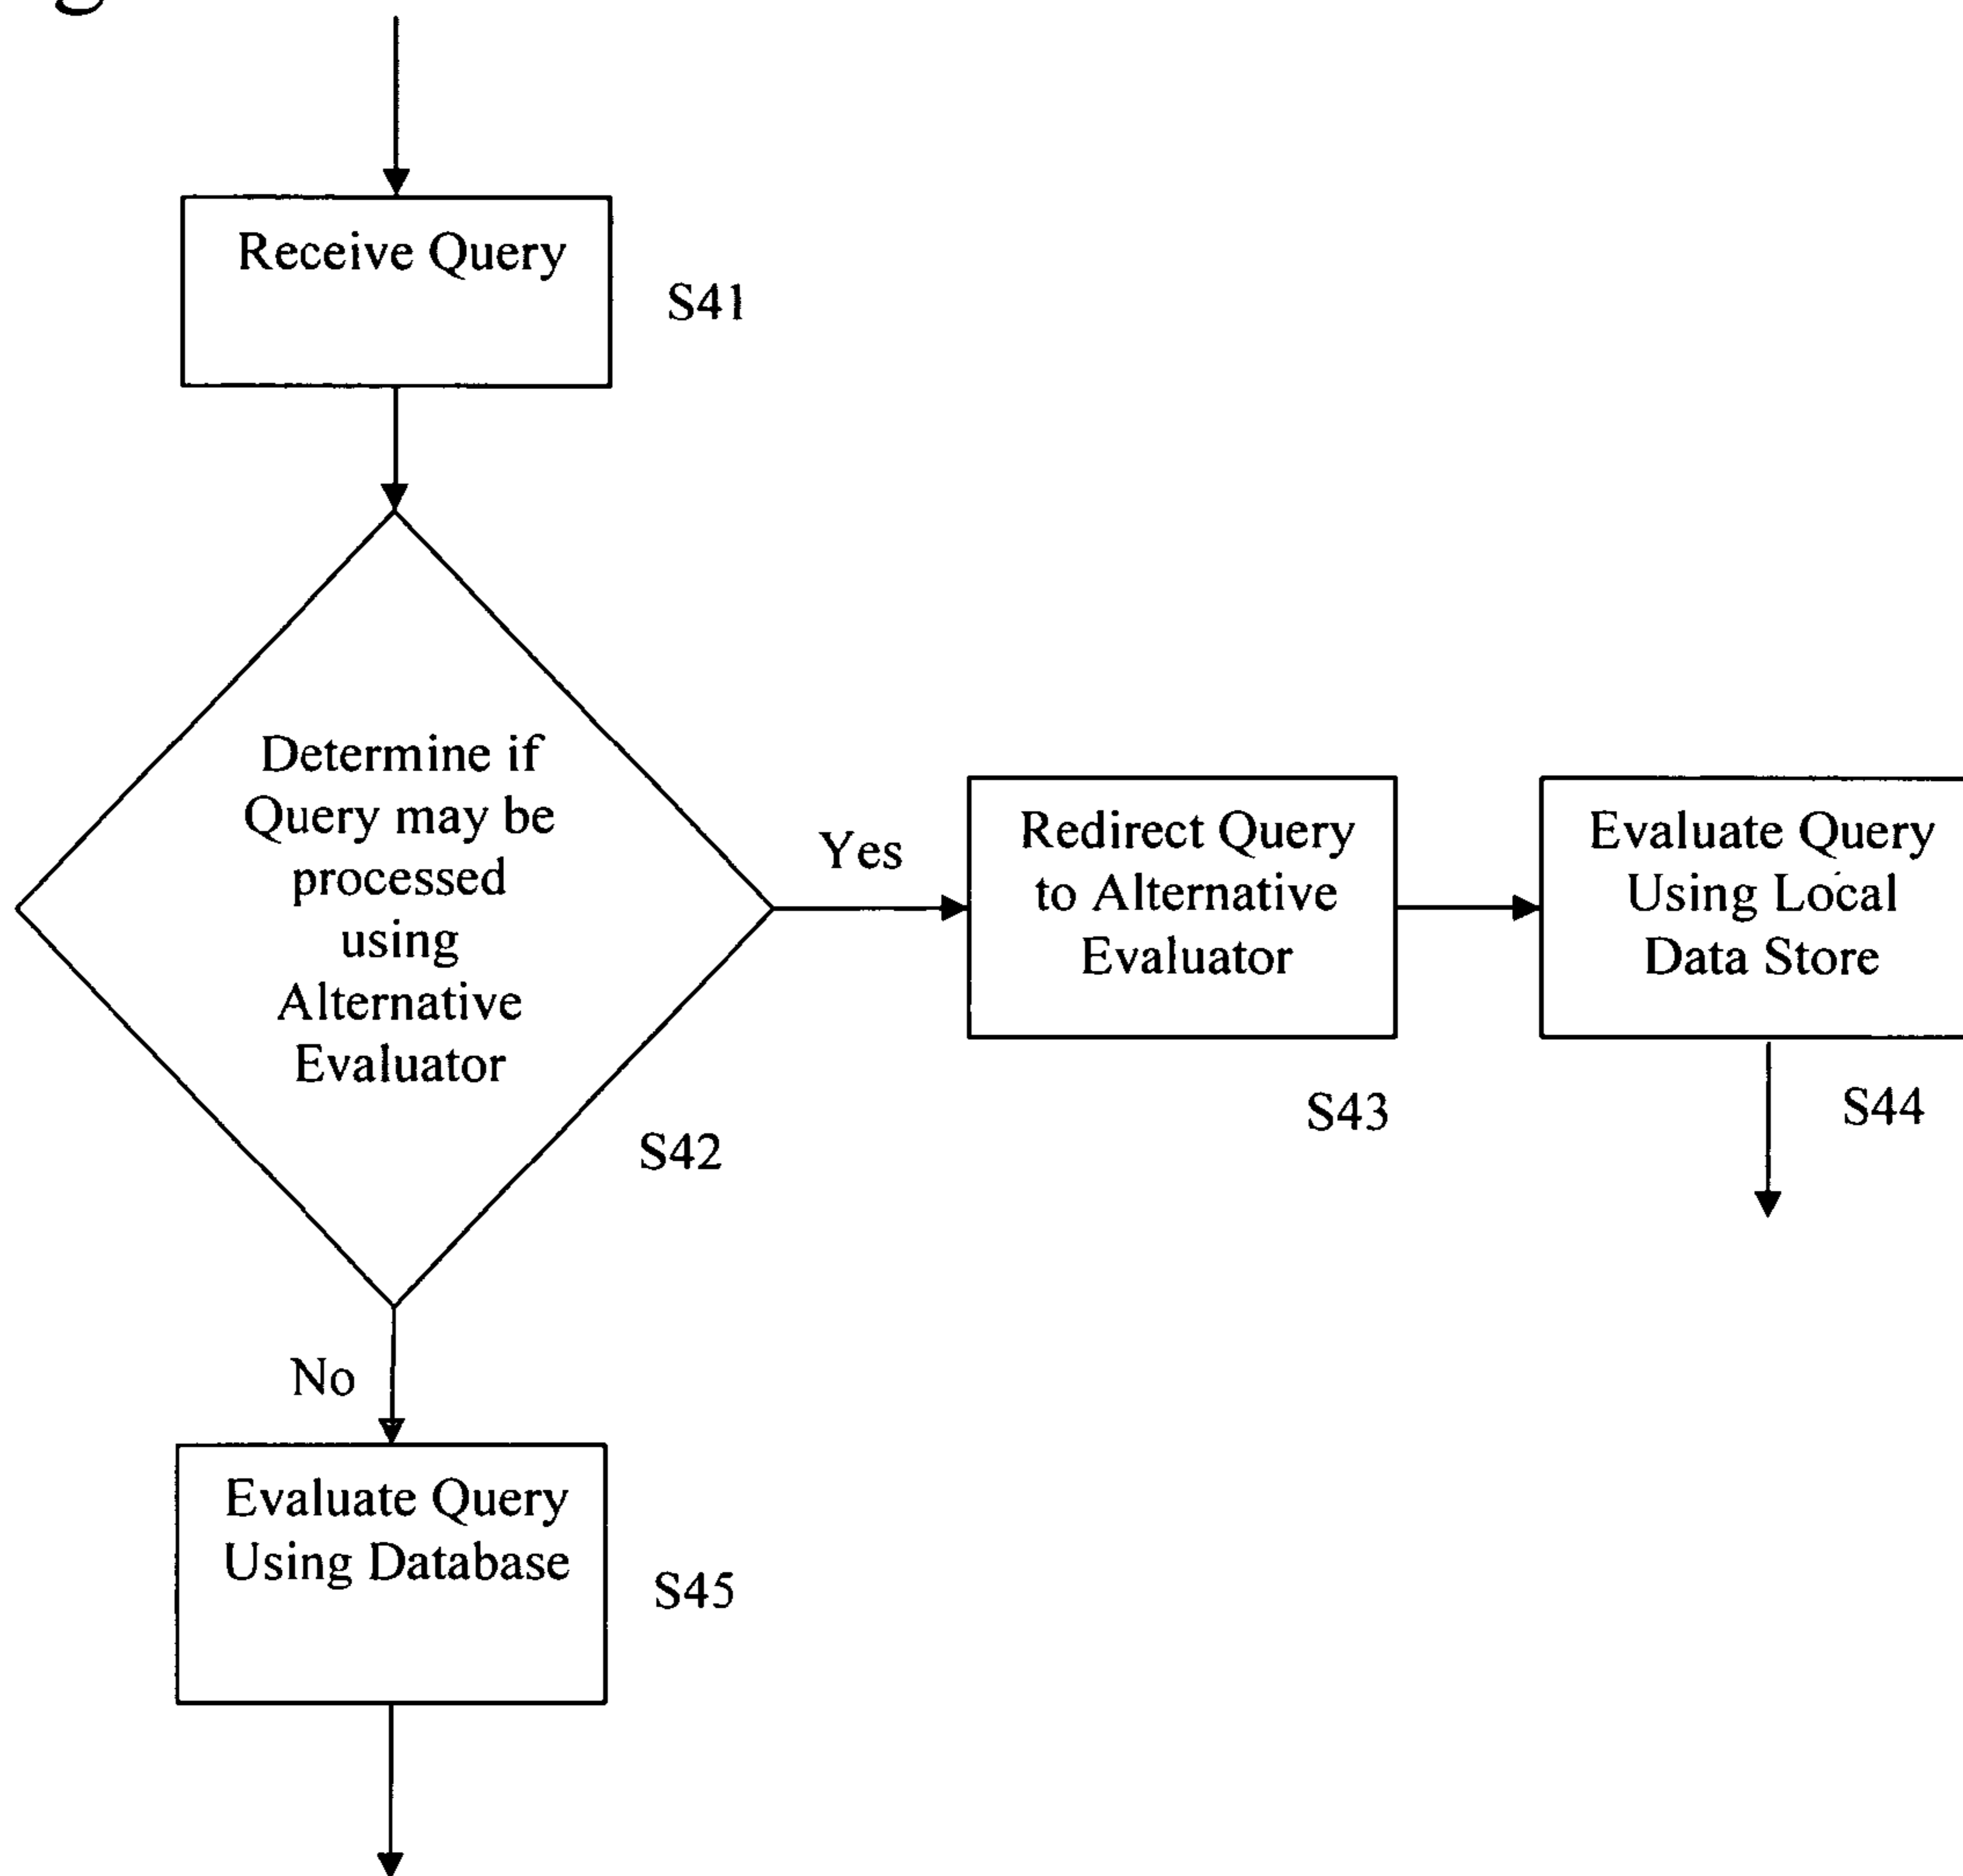 Receive Query
S41
Determine if
Query may be
processed
using
Alternative
Evaluator
S42
Yes
Redirect Query
to Alternative
Evaluator
S43
Evaluate Query
Using Local
Data Store
S44
No
Evaluate Query
Using Database
S45